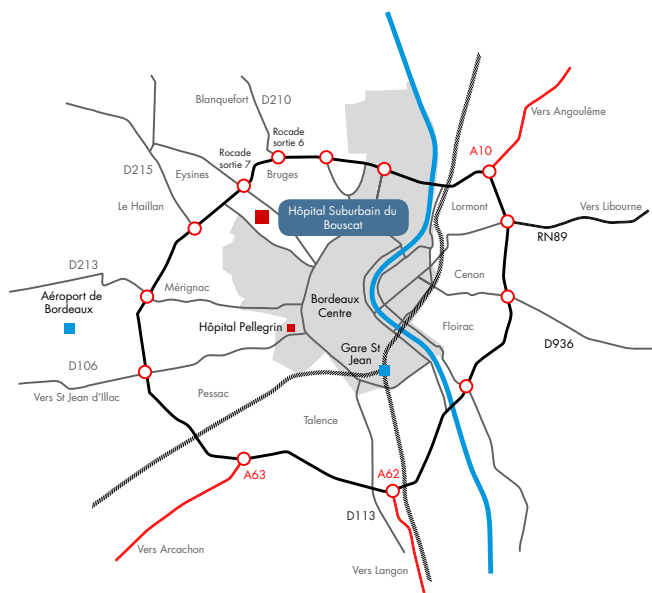 Blanquefort
D210
Vers Angoulême
Rocade
sortie 6
Rocade
sortie 7
A10
D215
Eysines
Bruges
Le Haillan
Hôpital Suburbain du
Bouscat
Lormont
Vers Libourne
RN89
D213
Mérignac
Cenon
Aéroport de
Bordeaux
Bordeaux
Centre
Hôpital Pellegrin
Floirac
Gare St
Jean
D936
D106
Vers St Jean d’Illac
Pessac
Talence
A63
A62
D113
Vers Arcachon
Vers Langon